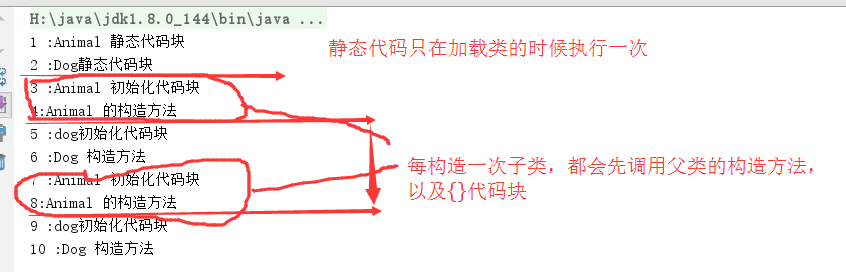 H:\java\jdk1.8.0_144\bin\java ...
1 :Animal 静态代码块
静态代码只在加载类的时候执行一次
2 :Dog静态代码块
3 :Animal 初始化代码块
4:Animal 的构造方法
5 :dog初始化代码块
6 :Dog 构造方法
每构造一次子类，都会先调用父类的构造方法，
以及{}代码块
7 :Animal 初始化代码块
8:Animal 的构造方法
9 :dog初始化代码块
10 :Dog 构造方法